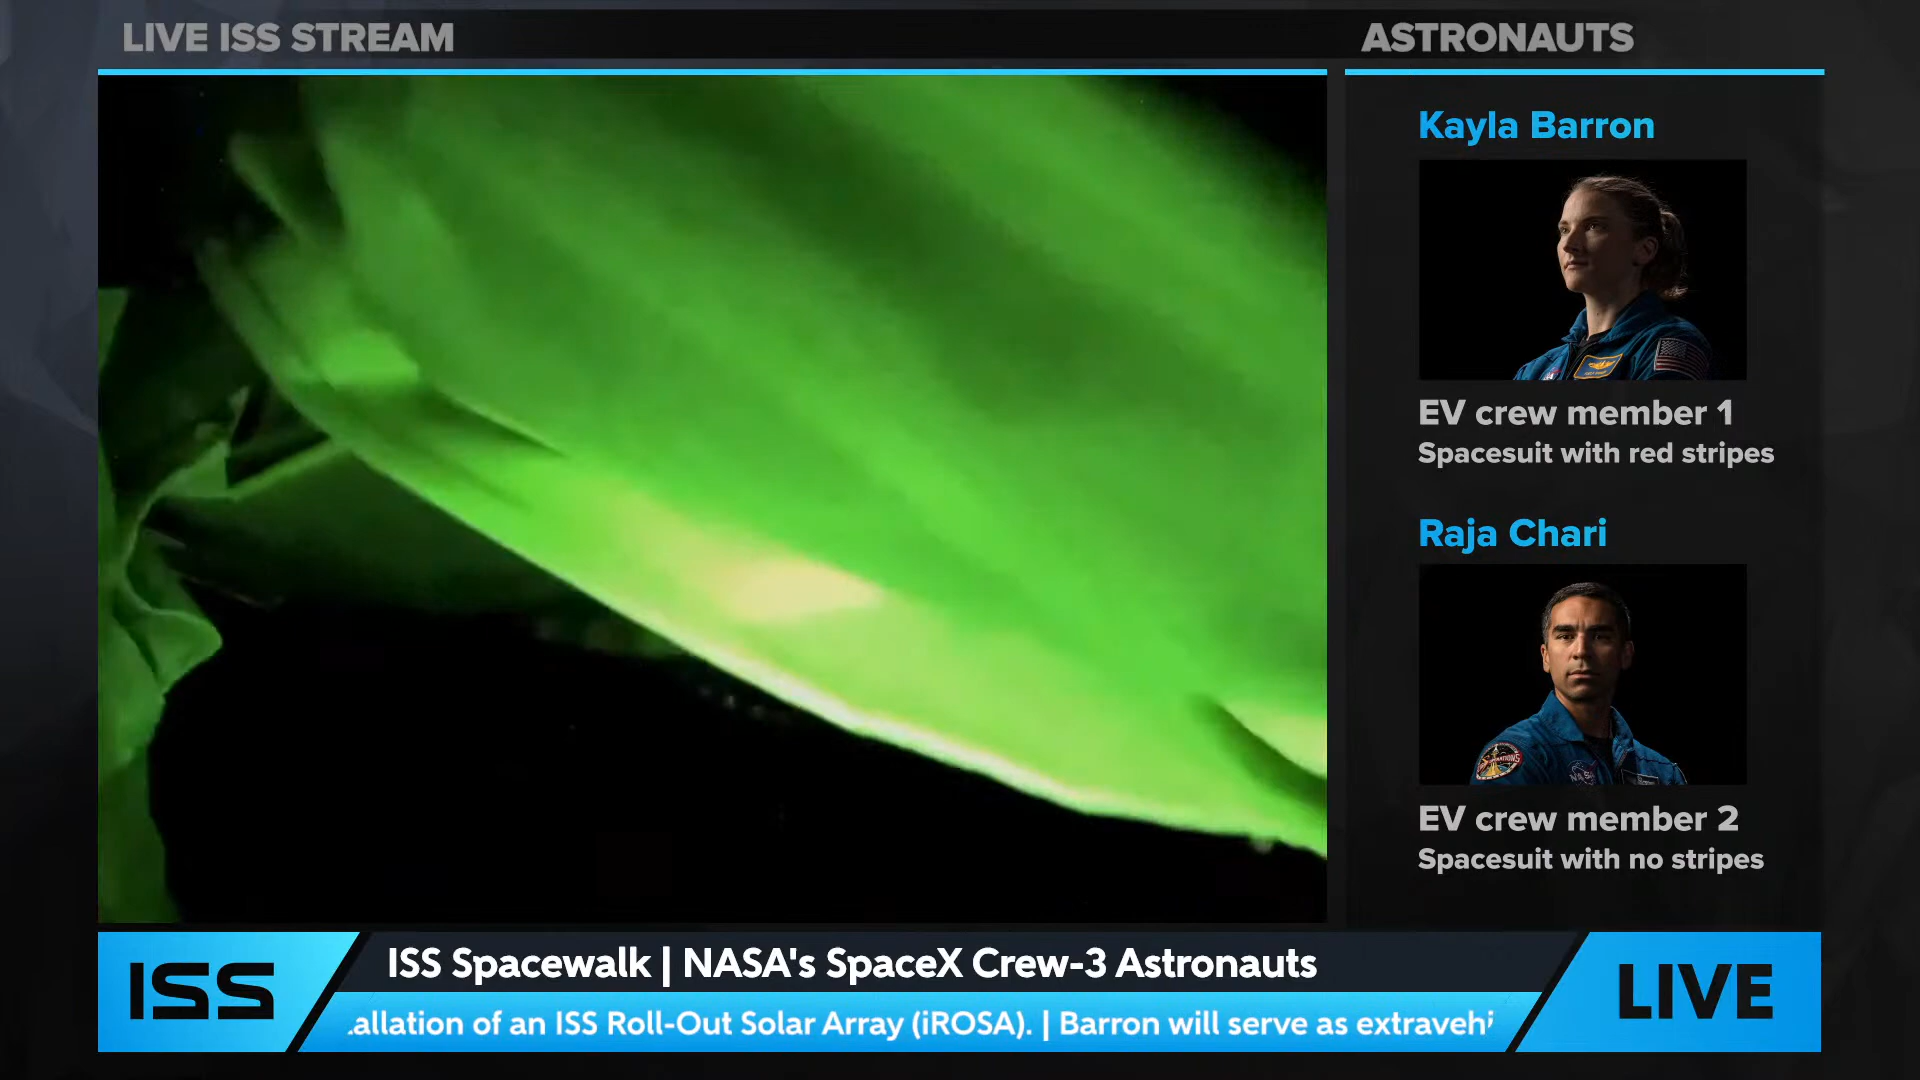 LIVE ISS STREAM
ASTRONAUTS
Kayla Barron
EV crew member 1
Spacesuit with red stripes
Raja Chari
NASA
EV crew member 2
Spacesuit with no stripes
ISS
ISS Spacewalk | NASA's SpaceX Crew-3 Astronauts
allation of an ISS Roll-Out Solar Array (iROSA). | Barron will serve as extraveh
LIVE